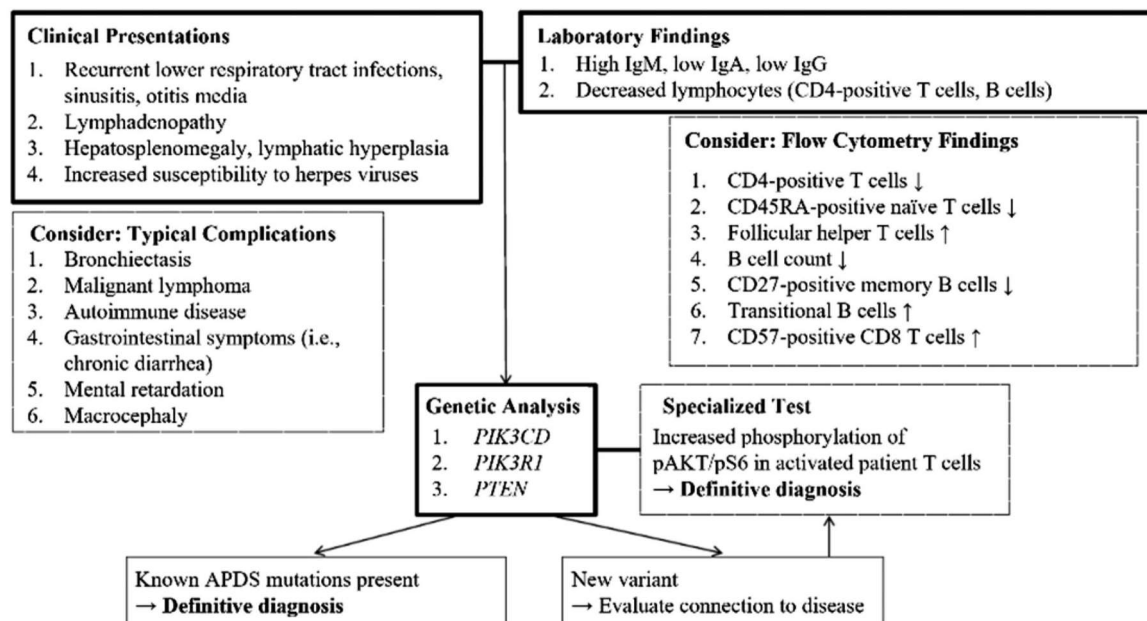 Clinical Presentations
1. Recurrent lower respiratory tract infections,
sinusitis, otitis media
2. Lymphadenopathy
3. Hepatosplenomegaly, lymphatic hyperplasia
4. Increased susceptibility to herpes viruses
Laboratory Findings
1. High IgM, low IgA, low IgG
2. Decreased lymphocytes (CD4-positive T cells, B cells)
Consider: Flow Cytometry Findings
1. CD4-positive T cells ↓
2. CD45RA-positive naïve T cells ↓
3. Follicular helper T cells ↑
4. B cell count ↓
5. CD27-positive memory B cells ↓
6. Transitional B cells ↑
7. CD57-positive CD8 T cells ↑
Consider: Typical Complications
1. Bronchiectasis
2. Malignant lymphoma
3. Autoimmune disease
4. Gastrointestinal symptoms (i.e.,
chronic diarrhea)
5. Mental retardation
6. Macrocephaly
Genetic Analysis
1. PIK3CD
2. PIK3R1
3. PTEN
Specialized Test
Increased phosphorylation of
pAKT/pS6 in activated patient T cells
→ Definitive diagnosis
Known APDS mutations present
→ Definitive diagnosis
New variant
→ Evaluate connection to disease